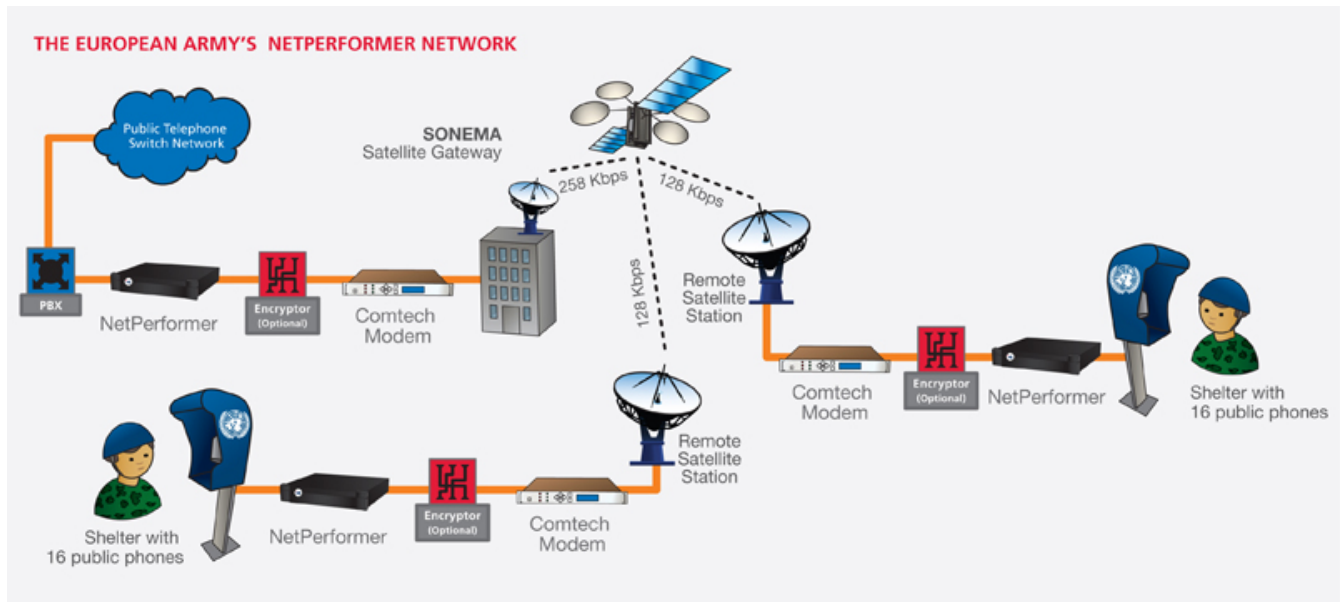 THE EUROPEAN ARMY'S NETPERFORMER NETWORK
Public Telephone
Switch Network
SONEMA
Satellite Gateway
258 Kbps
128 Kbps
128 Kbps
PBX
NetPerformer
Encryptor
(Optional)
Comtech
Modem
Remote
Satellite
Station
Comtech
Modem
Encryptor
(Optional)
NetPerformer
Shelter with
16 public phones
Remote
Satellite
Station
Shelter with
16 public phones
NetPerformer
Encryptor
(Optional)
Comtech
Modem